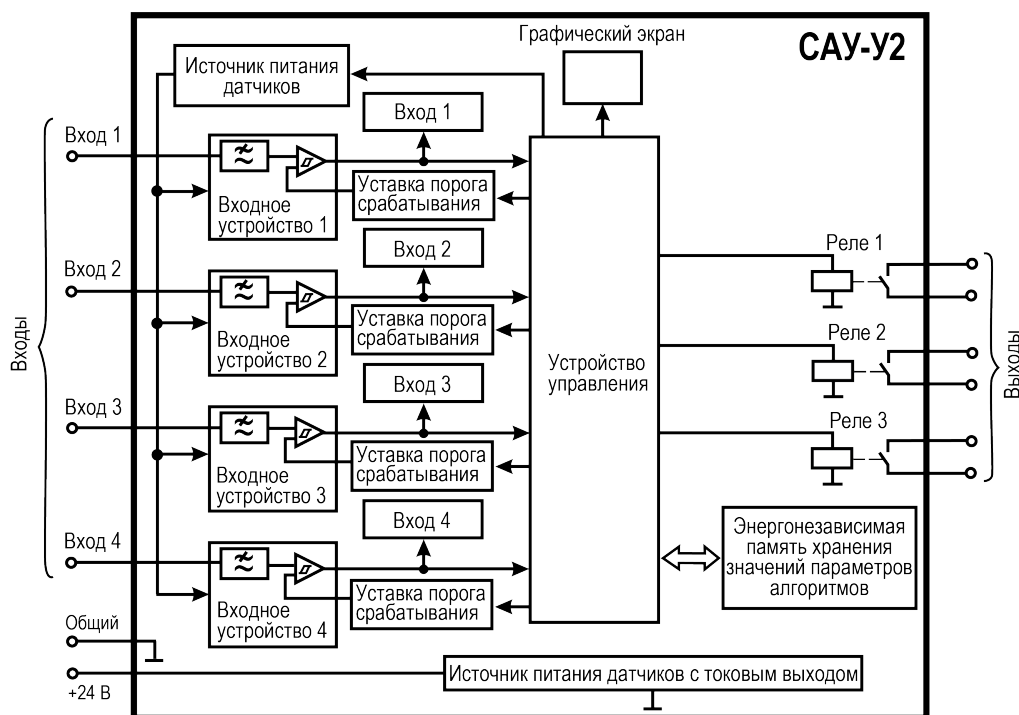 САУ-У2
Графический экран
Источник питания
датчиков
Вход 1
Вход 1
Уставка порога
срабатывания
Входное
устройство 1
Вход 2
Вход 2
Уставка порога
срабатывания
Входное
устройство 2
Вход 3
Вход 3
Уставка порога
срабатывания
Входное
устройство 3
Вход 4
Вход 4
Уставка порога
срабатывания
Входное
устройство 4
Входы
Общий
+24 В
Источник питания датчиков с токовым выходом
Устройство
управления
Реле 1
Реле 2
Реле 3
Выходы
Энергонезависимая
память хранения
значений параметров
алгоритмов